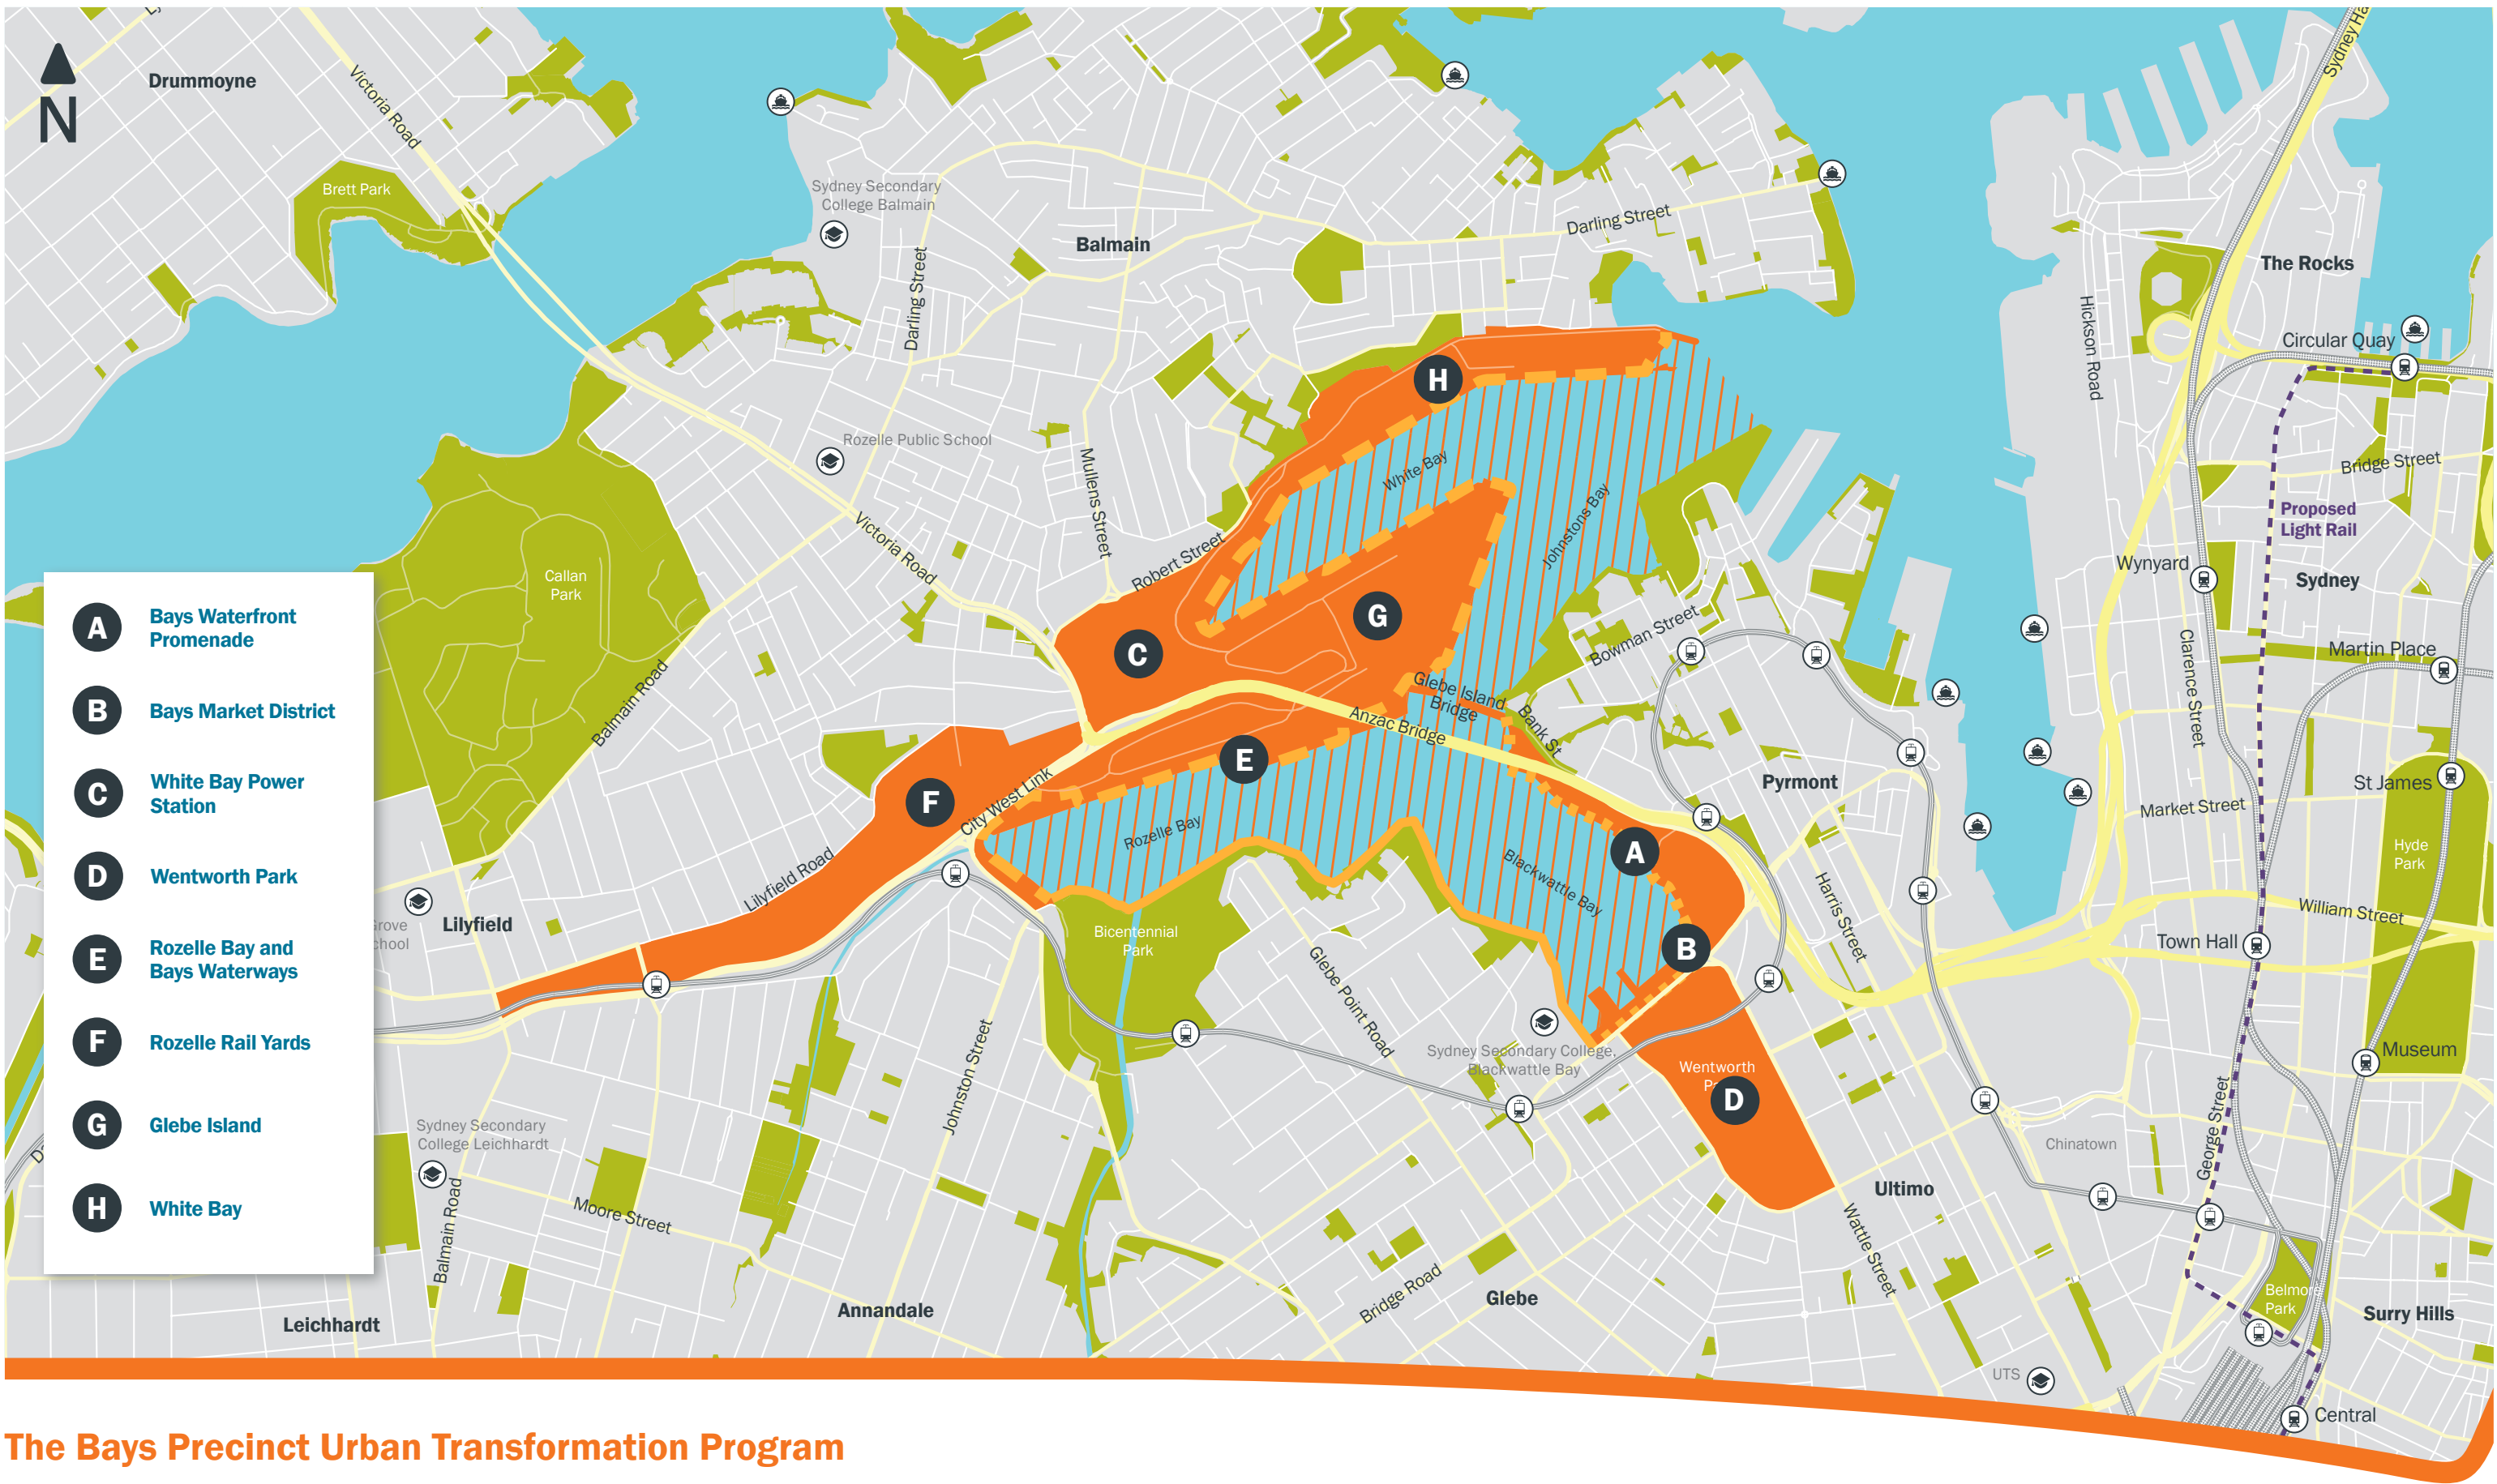 N
Drummoyne
Victoria Road
Brett Park
Sydney Secondary
College Balmain
Balmain
Darling Street
Darling Street
The Rocks
Circular Quay
Hickson Road
Rozelle Public School
Mullens Street
Victoria Road
Robert Street
H
White Bay
Johnstons Bay
Bridge Street
Proposed
Light Rail
Wynyard
Sydney
Callan
Park
Balmain Road
C
G
Bowman Street
Glebe Island
Bridge
Bank St
Anzac Bridge
Clarence Street
Martin Place
E
Pyrmont
Market Street
St James
F
City West Link
Rozelle Bay
A
Blackwattle Bay
B
Harris Street
Hyde
Park
William Street
Town Hall
Lilyfield Road
Lilyfield
Bicentennial
Park
Glebe Point Road
Johnston Street
Sydney Secondary College,
Blackwattle Bay
Wentworth
D
Museum
George Street
Chinatown
Sydney Secondary
College Leichhardt
Balmain Road
Moore Street
Ultimo
Wattle Street
Bridge Road
Glebe
Annandale
Leichhardt
Belmore
Park
Surry Hills
UTS
Central
A Bays Waterfront
Promenade
B Bays Market District
C White Bay Power
Station
D Wentworth Park
E Rozelle Bay and
Bays Waterways
F Rozelle Rail Yards
G Glebe Island
H White Bay
The Bays Precinct Urban Transformation Program